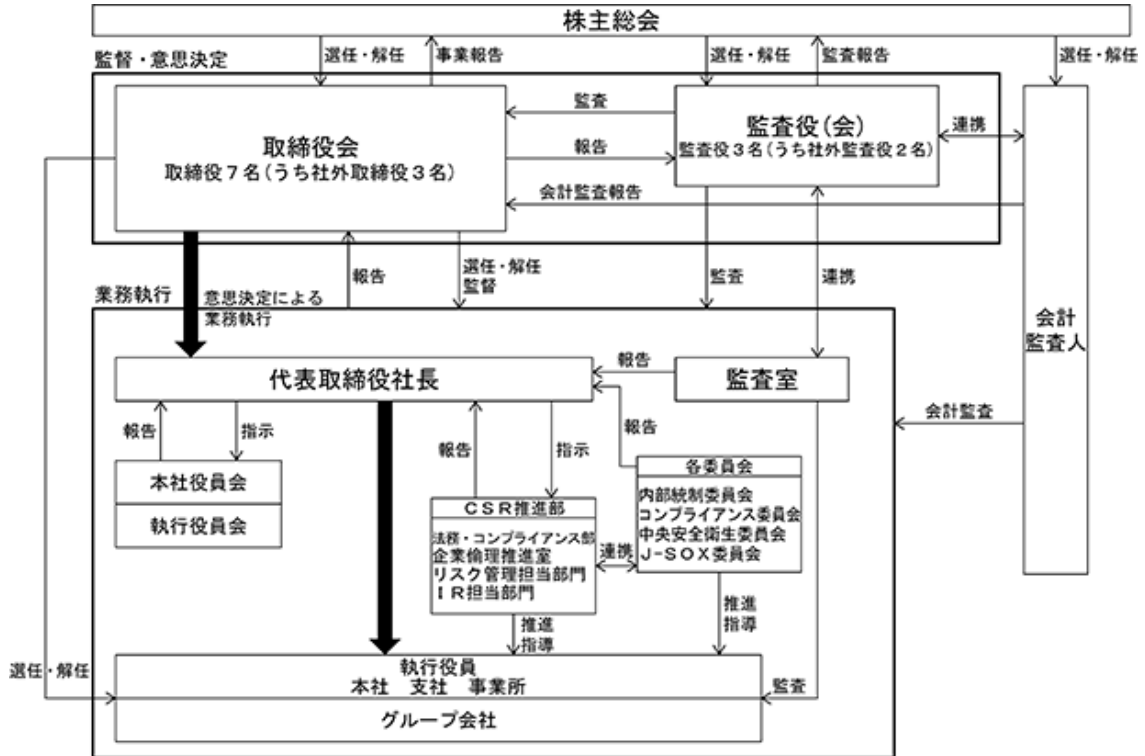 株主総会
選任・解任
事業報告
選任・解任
監査報告
選任・解任
監督・意思決定
取締役会
取締役7名(うち社外取締役3名)
監査
報告
監査役(会)
監査役3名(うち社外監査役2名)
連携
会計監査報告
報告
選任・解任
監督
監査
連携
業務執行
意思決定による
業務執行
会計
監査人
代表取締役社長
報告
監査室
会計監査
報告
指示
報告
指示
報告
本社役員会
執行役員会
各委員会
内部統制委員会
コンプライアンス委員会
中央安全衛生委員会
J-SOX委員会
CSR推進部
法務・コンプライアンス部
企業倫理推進室
リスク管理担当部門
IR担当部門
連携
推進
指導
推進
指導
選任・解任
執行役員
本社 支社 事業所
監査
グループ会社